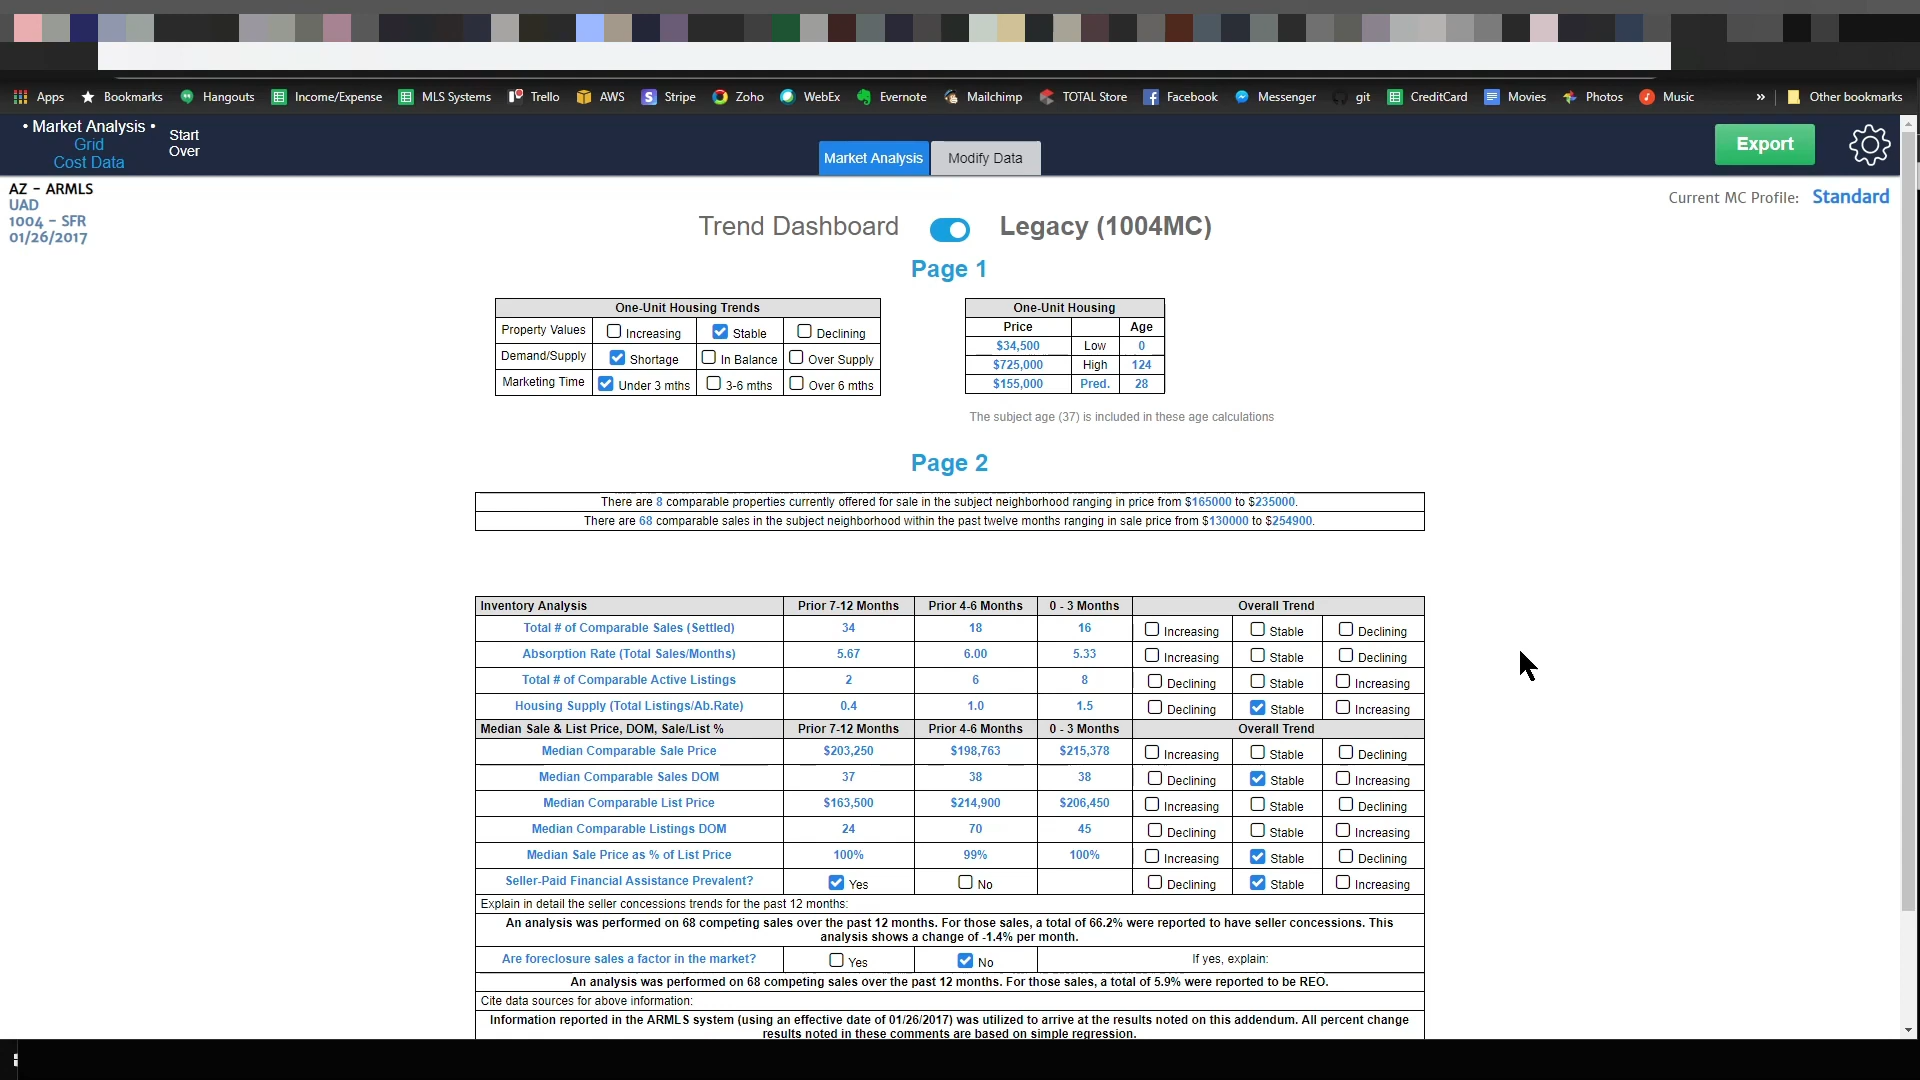 Apps Bookmarks Hangouts Income/Expense MLS Systems Trello AWS Stripe Zoho WebEx Evernote Mailchimp TOTAL Store Facebook Messenger git CreditCard Movies Photos Music » Other bookmarks
• Market Analysis •
Grid
Cost Data
Start
Over
Market Analysis Modify Data
Export
AZ - ARMLS
UAD
1004 - SFR
01/26/2017
Current MC Profile: Standard
Trend Dashboard Legacy (1004MC)
Page 1
One-Unit Housing Trends
Property Values Increasing Stable Declining
Demand/Supply Shortage In Balance Over Supply
Marketing Time Under 3 mths 3-6 mths Over 6 mths
One-Unit Housing
Price Age
$34,500 Low 0
$725,000 High 124
$155,000 Pred. 28
The subject age (37) is included in these age calculations
Page 2
There are 8 comparable properties currently offered for sale in the subject neighborhood ranging in price from $165000 to $235000.
There are 68 comparable sales in the subject neighborhood within the past twelve months ranging in sale price from $130000 to $254900.
Inventory Analysis Prior 7-12 Months Prior 4-6 Months 0 - 3 Months Overall Trend
Total # of Comparable Sales (Settled) 34 18 16 Increasing Stable Declining
Absorption Rate (Total Sales/Months) 5.67 6.00 5.33 Increasing Stable Declining
Total # of Comparable Active Listings 2 6 8 Declining Stable Increasing
Housing Supply (Total Listings/Ab.Rate) 0.4 1.0 1.5 Declining Stable Increasing
Median Sale & List Price, DOM, Sale/List % Prior 7-12 Months Prior 4-6 Months 0 - 3 Months Overall Trend
Median Comparable Sale Price $203,250 $198,763 $215,378 Increasing Stable Declining
Median Comparable Sales DOM 37 38 38 Declining Stable Increasing
Median Comparable List Price $163,500 $214,900 $206,450 Increasing Stable Declining
Median Comparable Listings DOM 24 70 45 Declining Stable Increasing
Median Sale Price as % of List Price 100% 99% 100% Increasing Stable Declining
Seller-Paid Financial Assistance Prevalent? Yes No Declining Stable Increasing
Explain in detail the seller concessions trends for the past 12 months:
An analysis was performed on 68 competing sales over the past 12 months. For those sales, a total of 66.2% were reported to have seller concessions. This
analysis shows a change of -1.4% per month.
Are foreclosure sales a factor in the market? Yes No If yes, explain:
An analysis was performed on 68 competing sales over the past 12 months. For those sales, a total of 5.9% were reported to be REO.
Cite data sources for above information:
Information reported in the ARMLS system (using an effective date of 01/26/2017) was utilized to arrive at the results noted on this addendum. All percent change
results noted in these comments are based on simple regression.